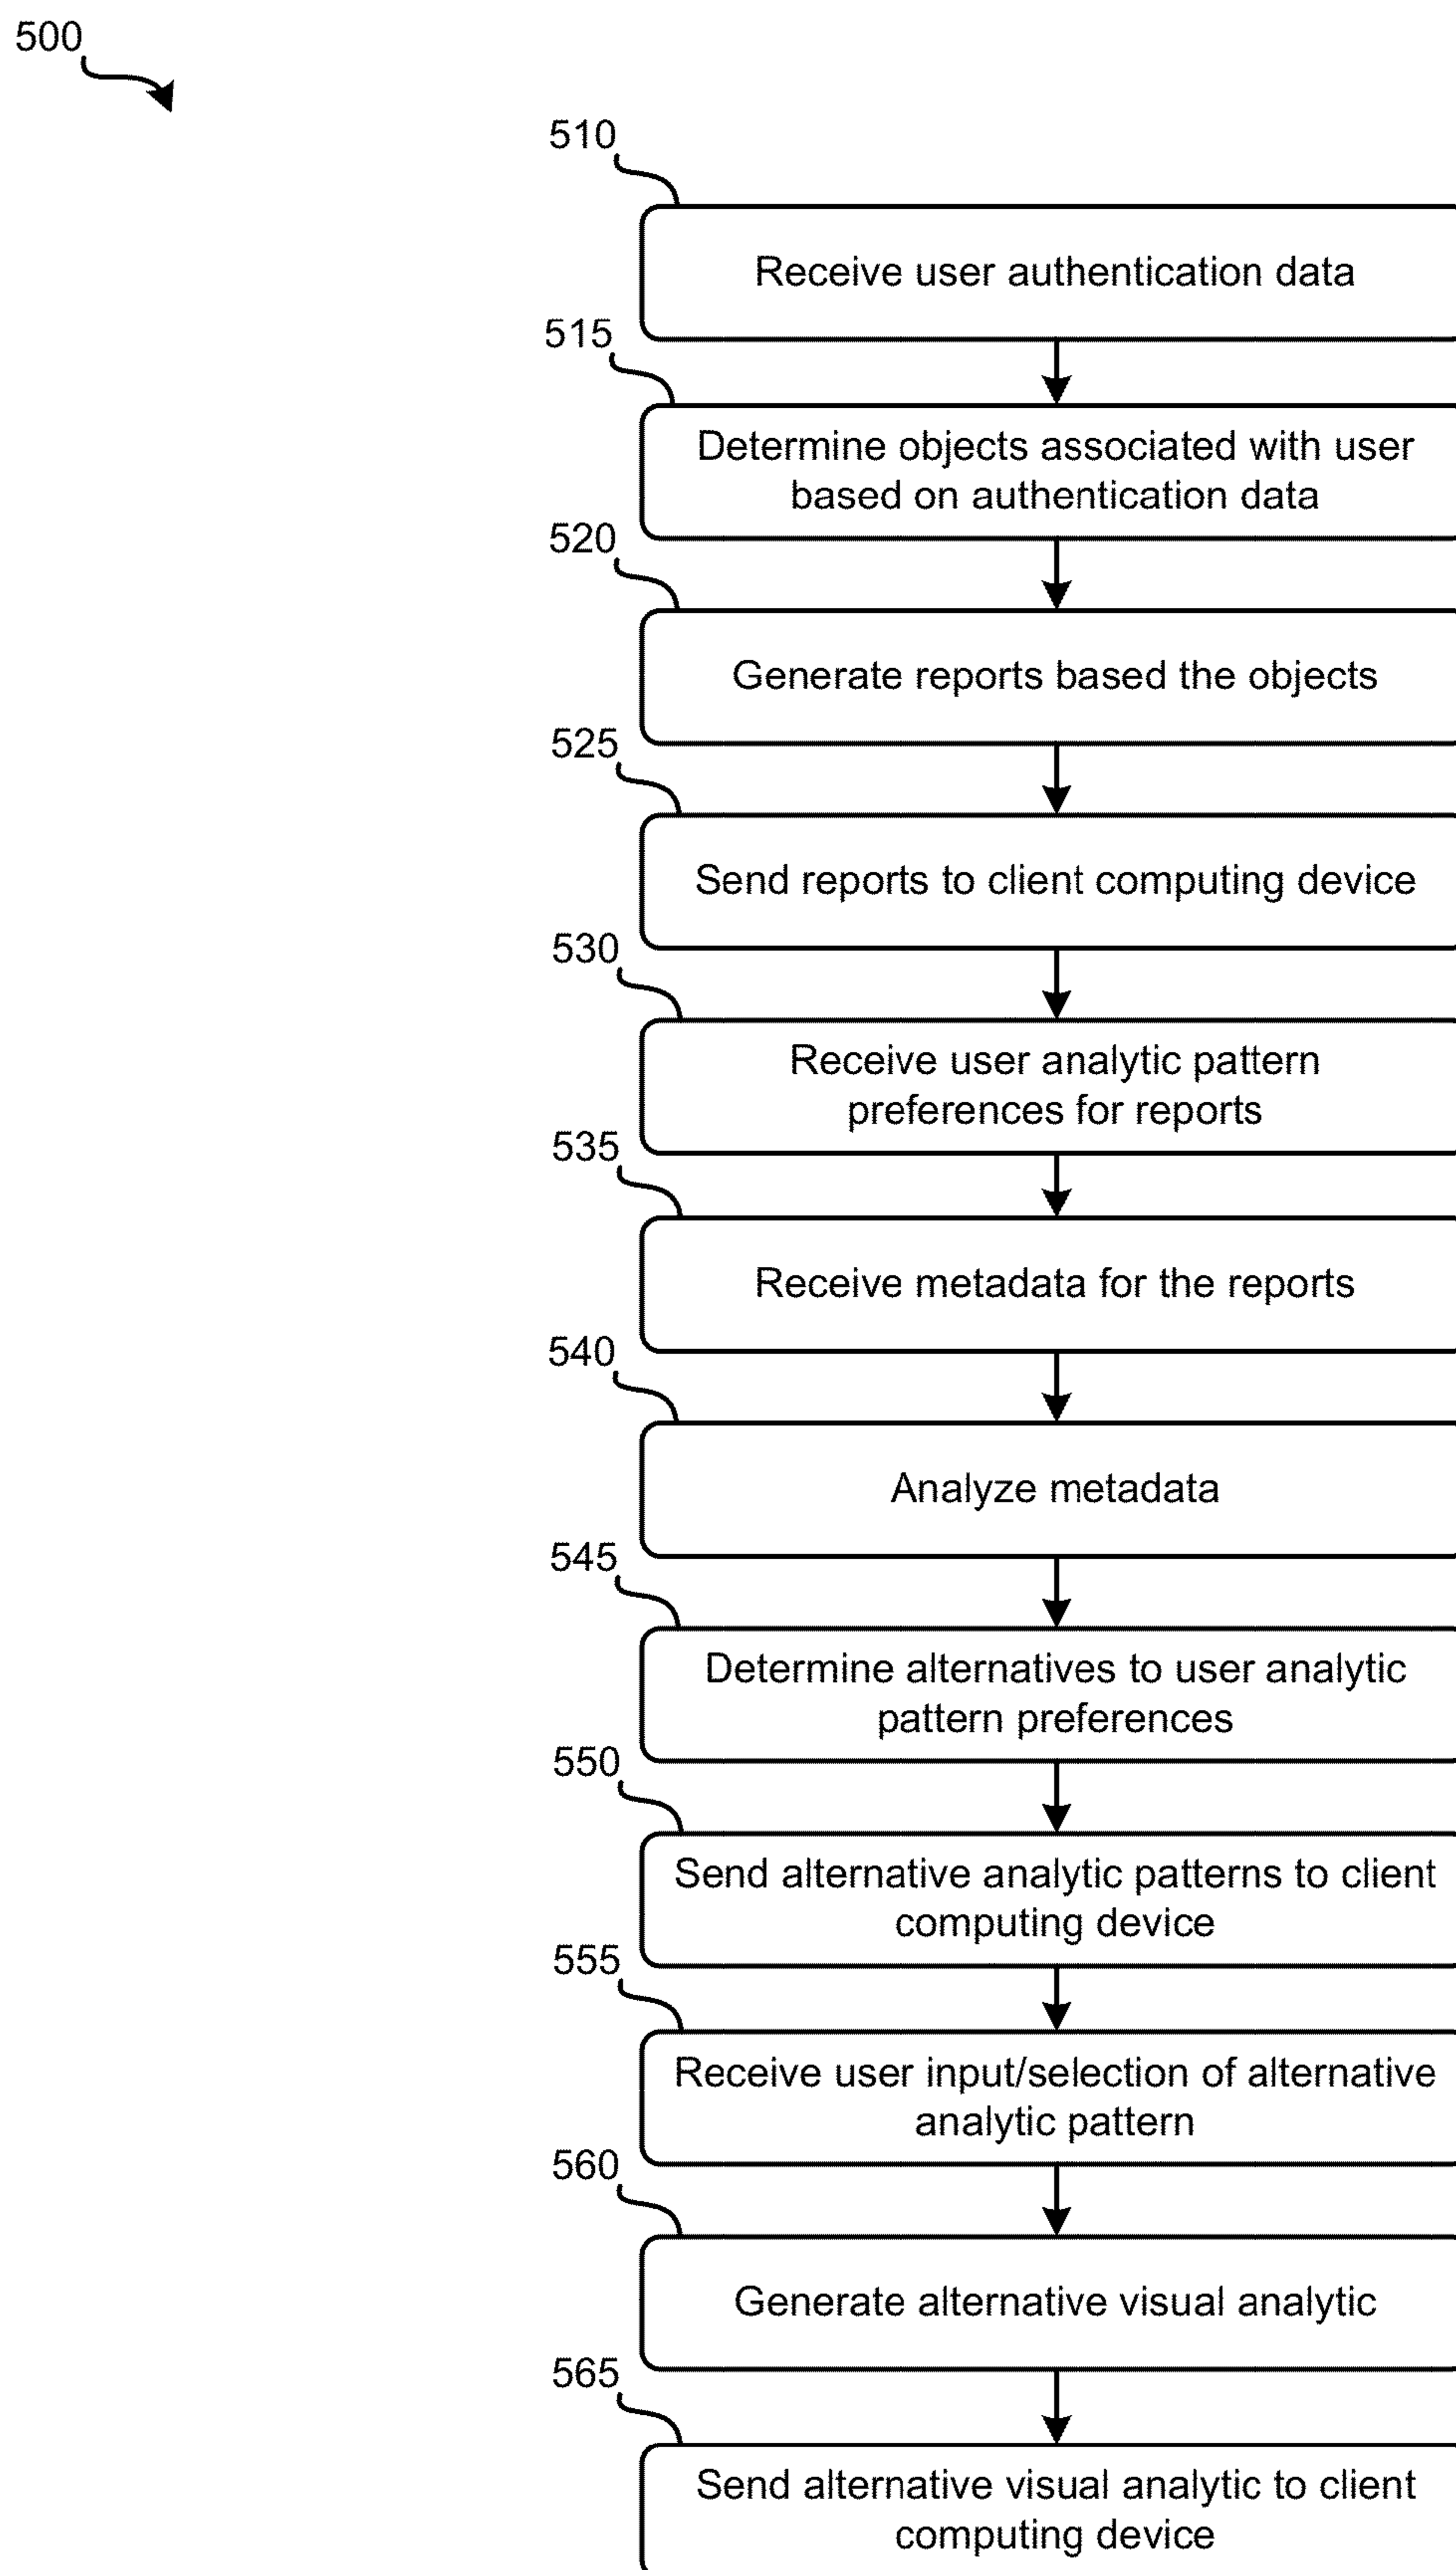 500
510
Receive user authentication data
515
Determine objects associated with user
based on authentication data
520
Generate reports based the objects
525
Send reports to client computing device
530
Receive user analytic pattern
preferences for reports
535
Receive metadata for the reports
540
Analyze metadata
545
Determine alternatives to user analytic
pattern preferences
550
Send alternative analytic patterns to client
computing device
555
Receive user input/selection of alternative
analytic pattern
560
Generate alternative visual analytic
565
Send alternative visual analytic to client
computing device